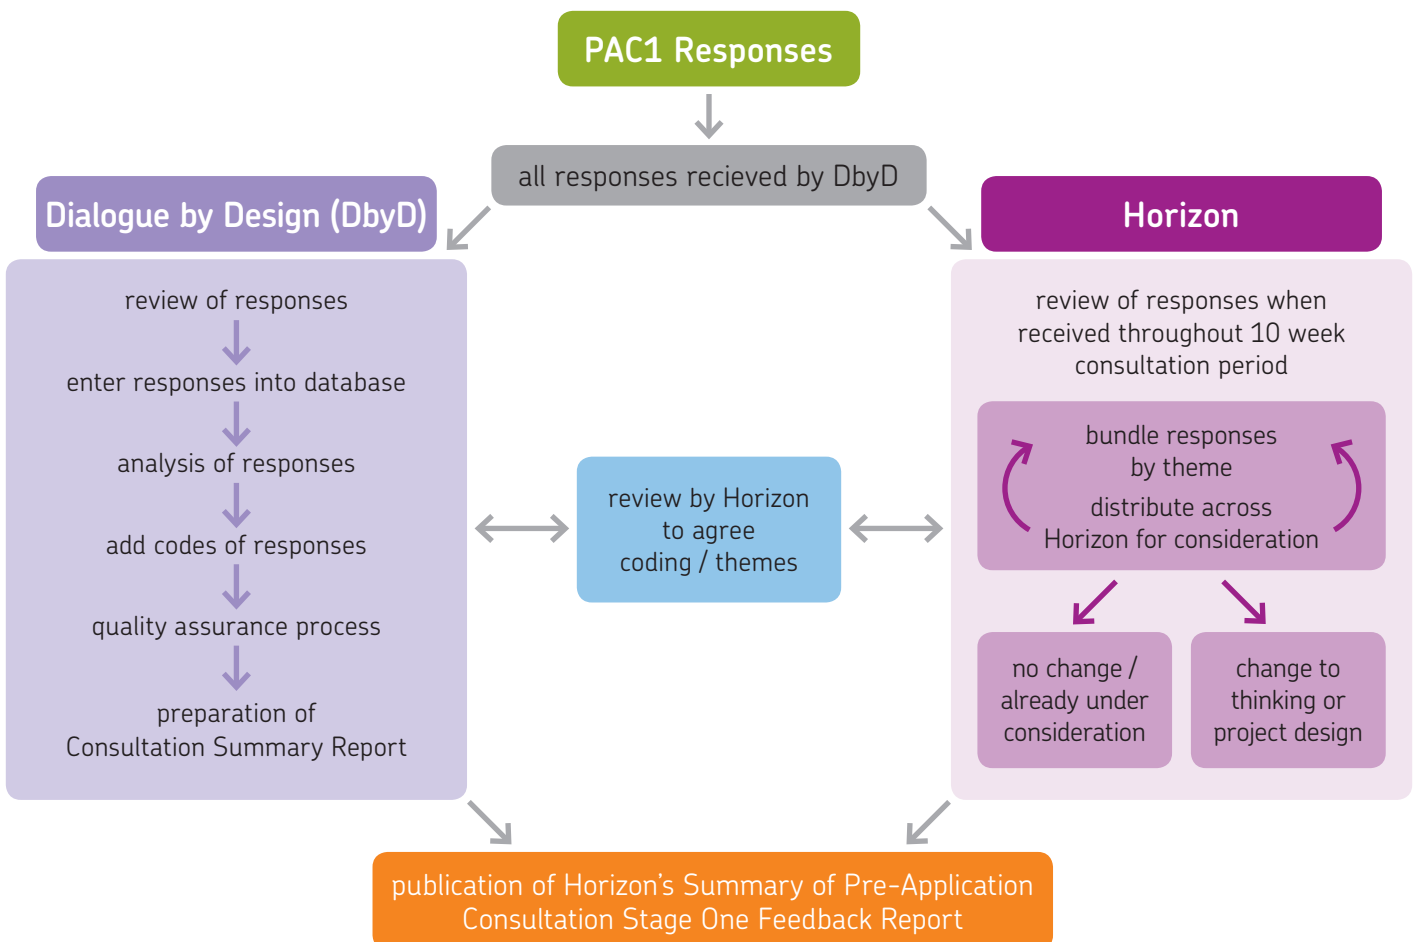 PAC1 Responses
all responses recieved by DbyD
Dialogue by Design (DbyD)
review of responses
enter responses into database
analysis of responses
add codes of responses
quality assurance process
preparation of
Consultation Summary Report
review by Horizon
to agree
coding / themes
Horizon
review of responses when
received throughout 10 week
consultation period
bundle responses
by theme
distribute across
Horizon for consideration
no change /
already under
consideration
change to
thinking or
project design
publication of Horizon's Summary of Pre-Application
Consultation Stage One Feedback Report